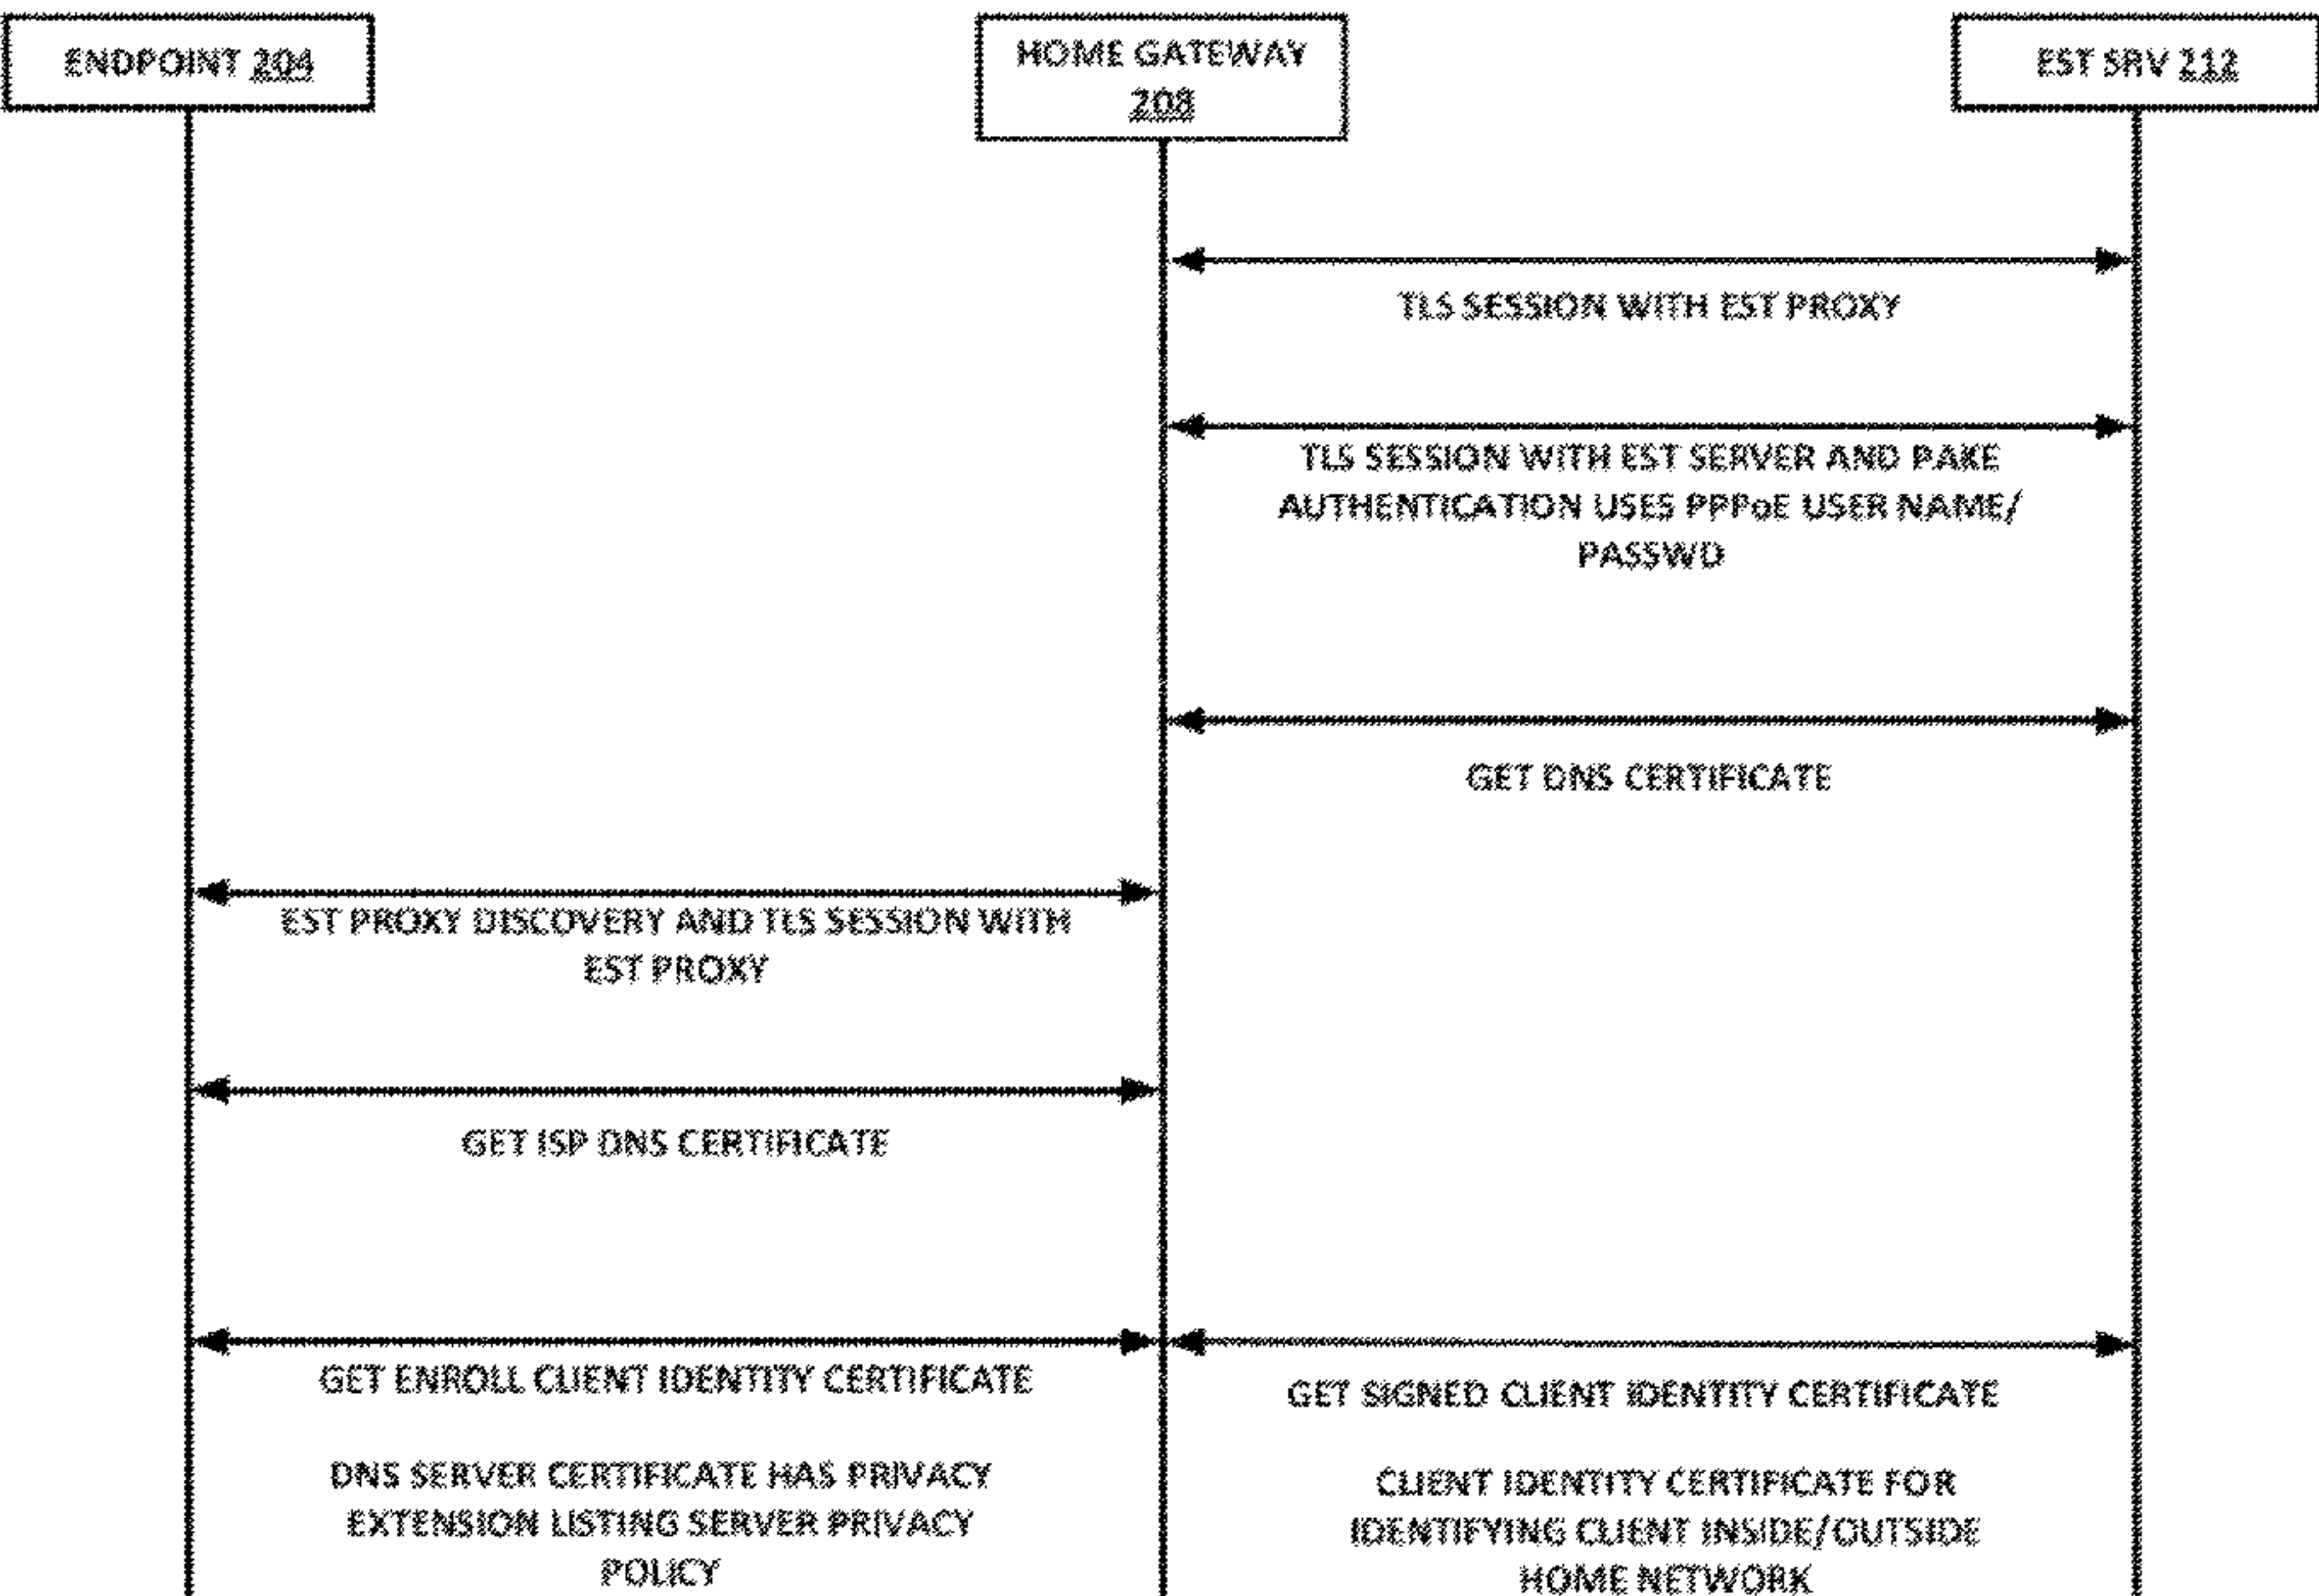 ENDPOINT 204
HOME GATEWAY
208
EST SRV 212
TLS SESSION WITH EST PROXY
TLS SESSION WITH EST SERVER AND PAKE
AUTHENTICATION USES PPPoE USER NAME/
PASSWD
GET DNS CERTIFICATE
EST PROXY DISCOVERY AND TLS SESSION WITH
EST PROXY
GET ISP DNS CERTIFICATE
GET ENROLL CLIENT IDENTITY CERTIFICATE
GET SIGNED CLIENT IDENTITY CERTIFICATE
DNS SERVER CERTIFICATE HAS PRIVACY
EXTENSION LISTING SERVER PRIVACY
POLICY
CLIENT IDENTITY CERTIFICATE FOR
IDENTIFYING CLIENT INSIDE/OUTSIDE
HOME NETWORK